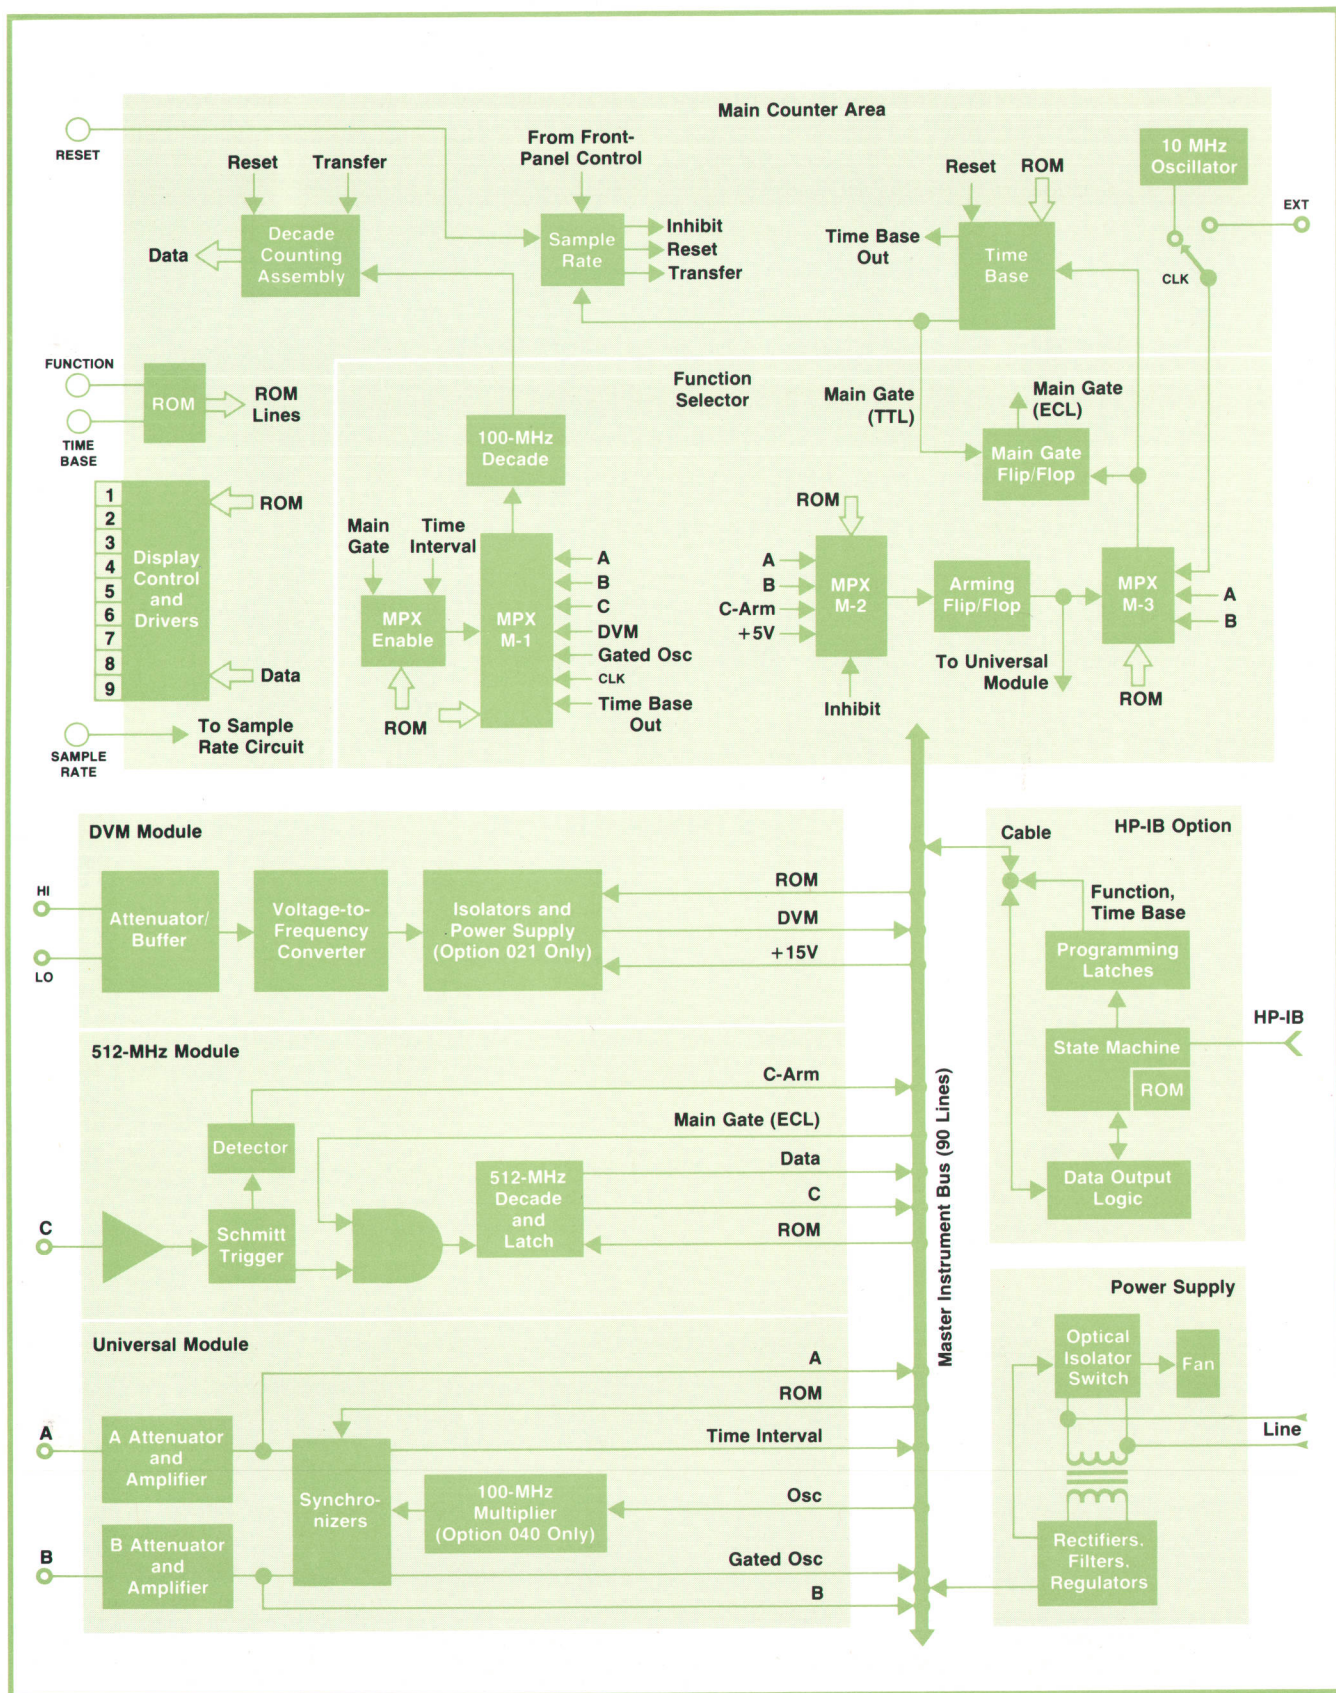 Main Counter Area
RESET
Reset
Transfer
From Front-
Panel Control
Reset
ROM
10 MHz
Oscillator
EXT
Data
Decade
Counting
Assembly
Sample
Rate
Inhibit
Reset
Transfer
Time Base
Out
Time
Base
CLK
FUNCTION
TIME
BASE
ROM
ROM
Lines
Function
Selector
Main Gate
(TTL)
Main Gate
(ECL)
100-MHz
Decade
Main Gate
Flip/Flop
1
2
3
4
5
6
7
8
9
Display
Control
and
Drivers
ROM
Data
Main
Gate
Time
Interval
MPX
Enable
MPX
M-1
ROM
A
B
C
DVM
Gated Osc
CLK
Time Base
Out
ROM
A
B
C-Arm
+5V
MPX
M-2
Inhibit
Arming
Flip/Flop
To Universal
Module
MPX
M-3
A
B
ROM
SAMPLE
RATE
To Sample
Rate Circuit
DVM Module
HI
LO
Attenuator/
Buffer
Voltage-to-
Frequency
Converter
Isolators and
Power Supply
(Option 021 Only)
ROM
DVM
+15V
Cable
HP-IB Option
Function,
Time Base
Programming
Latches
State Machine
ROM
HP-IB
Data Output
Logic
512-MHz Module
C-Arm
Main Gate (ECL)
Detector
C
Schmitt
Trigger
512-MHz
Decade
and
Latch
Data
C
ROM
Master Instrument Bus (90 Lines)
Power Supply
Optical
Isolator
Switch
Fan
Line
Rectifiers.
Filters.
Regulators
Universal Module
A
ROM
A
A Attenuator
and
Amplifier
Time Interval
Synchro-
nizers
100-MHz
Multiplier
(Option 040 Only)
Osc
B
B Attenuator
and
Amplifier
Gated Osc
B